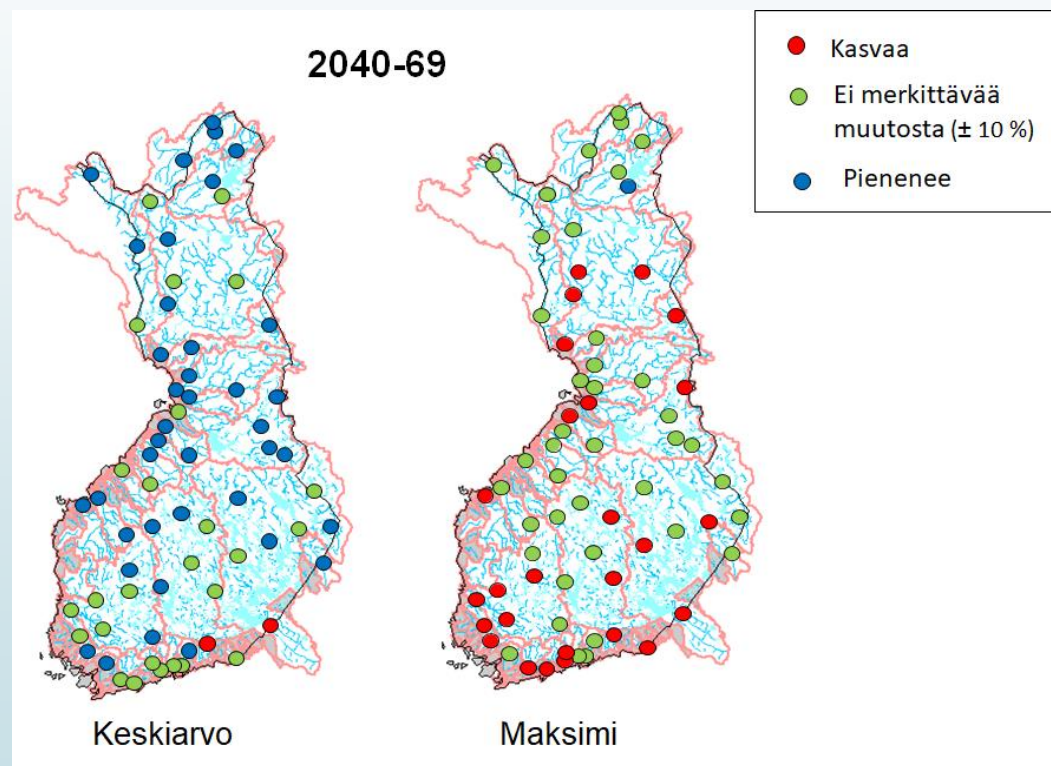 2040-69
Kasvaa
Ei merkittävää
muutosta (± 10 %)
Pienenee
Keskiarvo
Maksimi